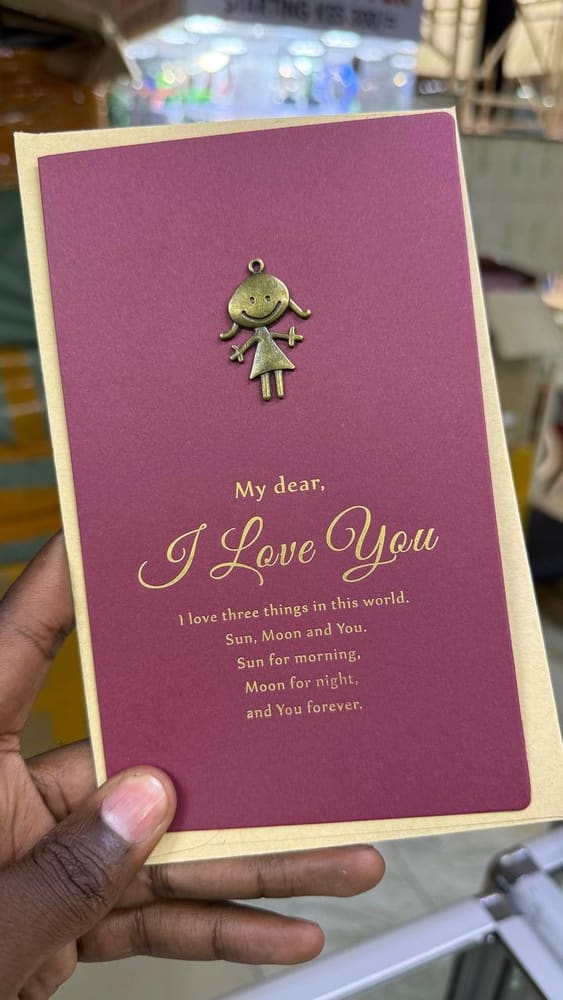 My dear,
I Love You
I love three things in this world.
Sun, Moon and You.
Sun for morning,
Moon for night,
and You forever.